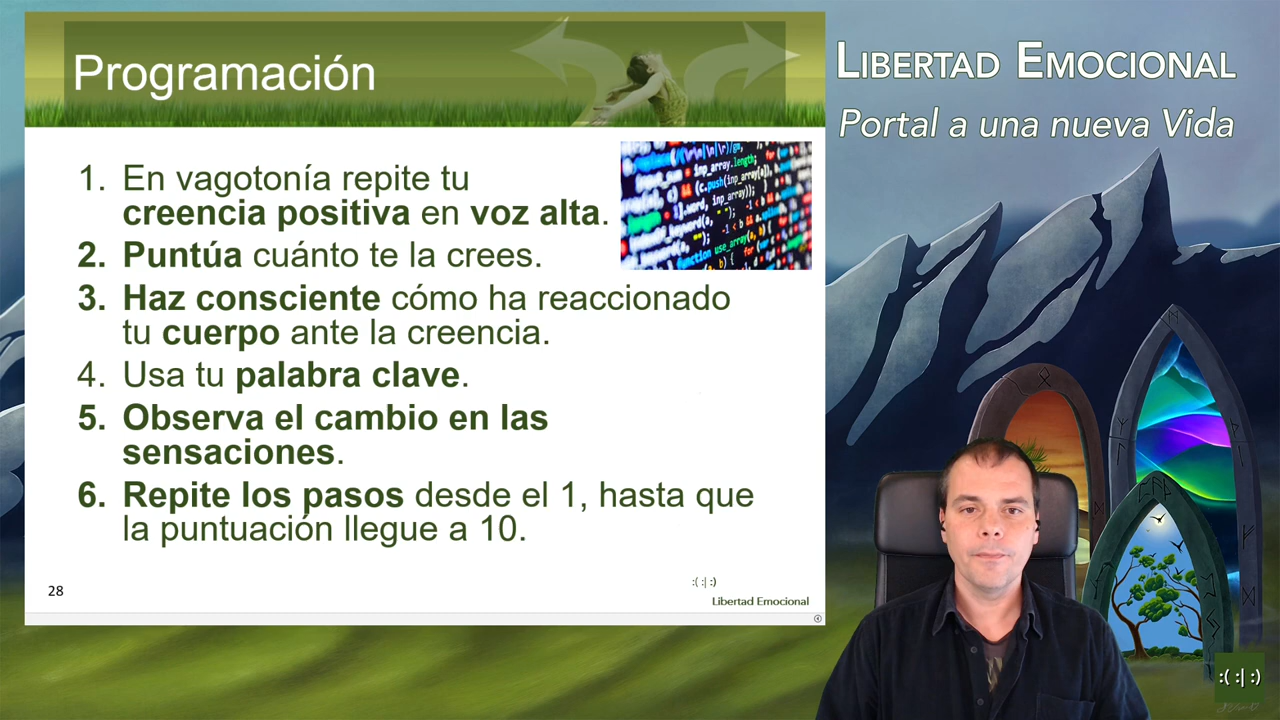 Programación
LIBERTAD EMOCIONAL
Portal a una nueva Vida
1. En vagotonía repite tu
creencia positiva en voz alta.
2. Puntúa cuánto te la crees.
3. Haz consciente cómo ha reaccionado
tu cuerpo ante la creencia.
4. Usa tu palabra clave.
5. Observa el cambio en las
sensaciones.
6. Repite los pasos desde el 1, hasta que
la puntuación llegue a 10.
28
:( :| :)
Libertad Emocional
:( :| :)